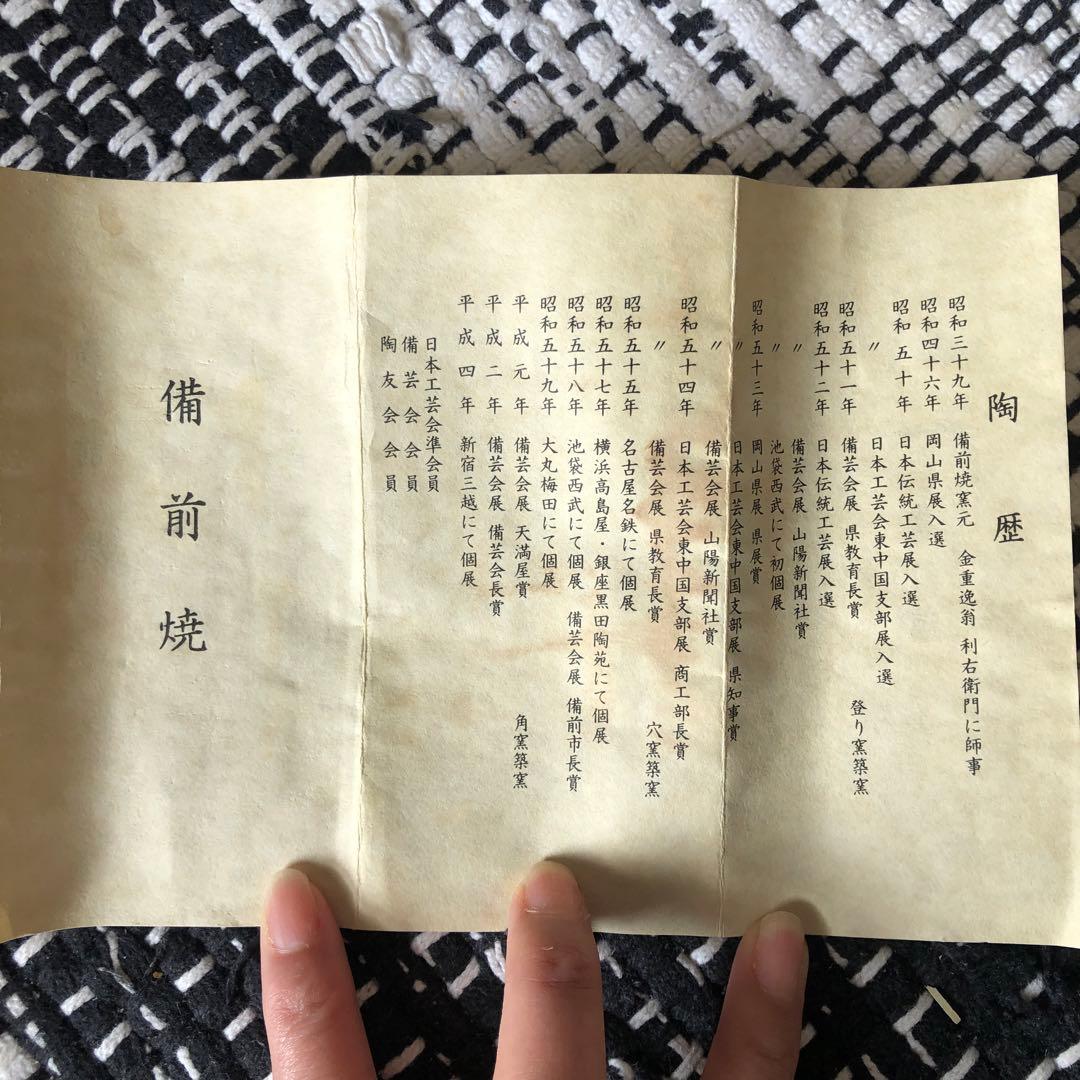 陶歴
昭和三十九年 備前焼窯元 金重逸翁 利右衛門に師事
昭和四十六年 岡山県展入選
昭和五十年 日本伝統工芸展入選
〃 日本工芸会東中国支部展入選
昭和五十一年 備芸会展 県教育長賞 登り窯築窯
昭和五十二年 日本伝統工芸展入選
〃 備芸会展 山陽新聞社賞
〃 池袋西武にて初個展
昭和五十三年 岡山県展 県展賞
〃 日本工芸会東中国支部展 県知事賞
〃 備芸会展 山陽新聞社賞
昭和五十四年 日本工芸会東中国支部展 商工部長賞
〃 備芸会展 県教育長賞 穴窯築窯
昭和五十五年 名古屋名鉄にて個展
昭和五十七年 横浜高島屋・銀座黒田陶苑にて個展
昭和五十八年 池袋西武にて個展 備芸会展 備前市長賞
昭和五十九年 大丸梅田にて個展
平成元年 備芸会展 天満屋賞 角窯築窯
平成二年 備芸会展 備芸会長賞
平成四年 新宿三越にて個展
日本工芸会準会員
備芸会会員
陶友会会員
備前焼